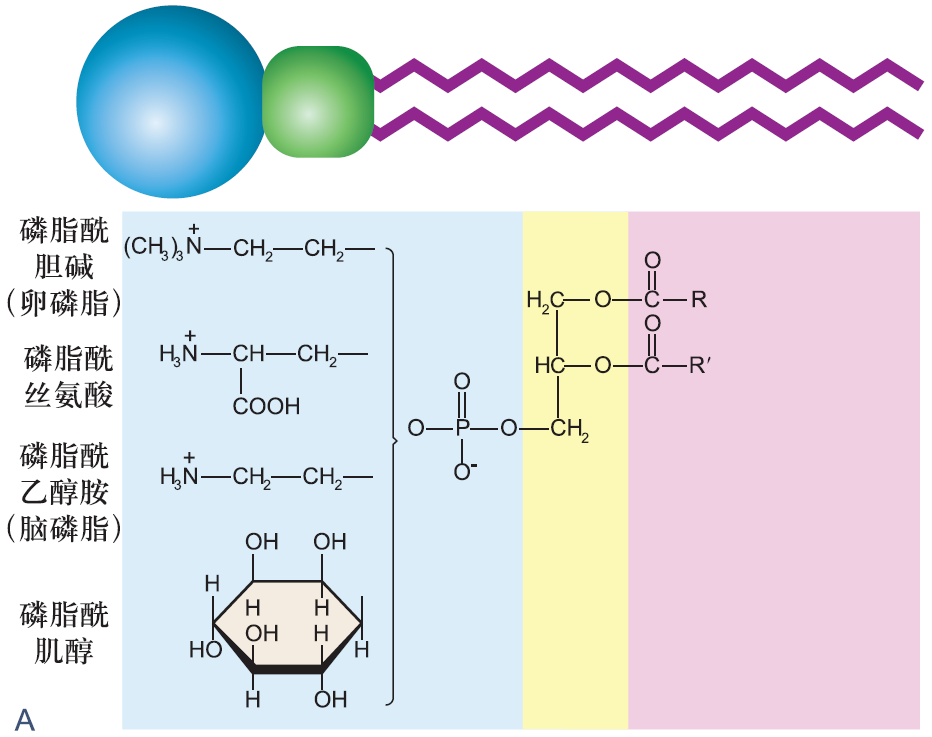 磷脂酰
胆碱
(卵磷脂)
(CH₃)₃N⁺—CH₂—CH₂—
磷脂酰
丝氨酸
H₃N⁺—CH—CH₂—
COOH
磷脂酰
乙醇胺
(脑磷脂)
H₃N⁺—CH₂—CH₂—
磷脂酰
肌醇
OH OH
H
H H
OH H
HO H
H OH
O
H₂C—O—C—R
O
HC—O—C—R′
O
O—P—O—CH₂
O⁻
A